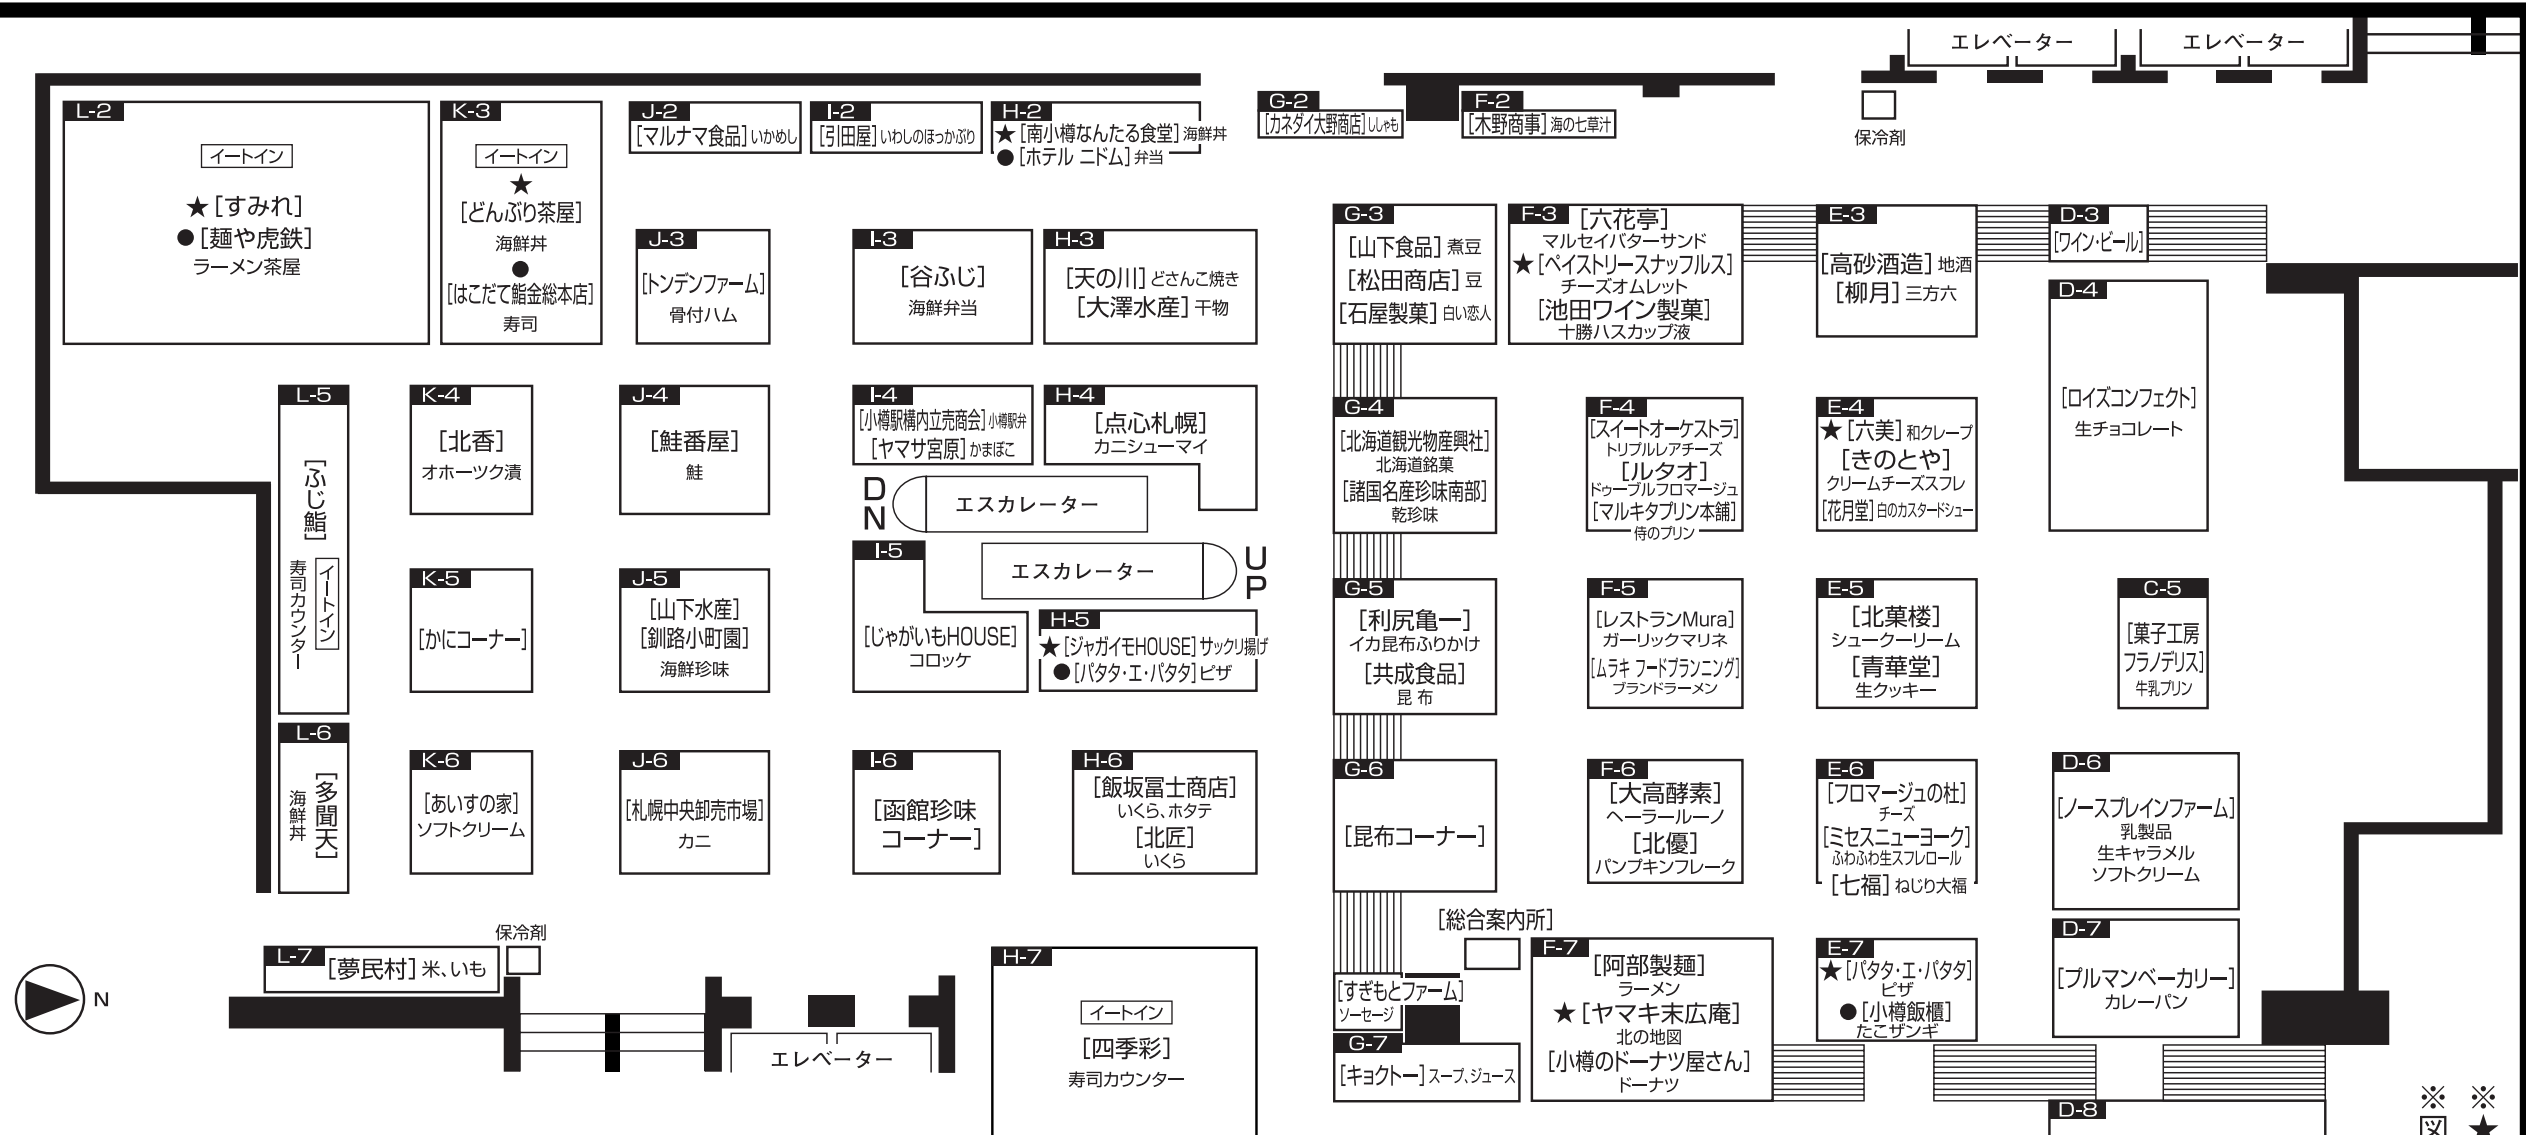 エレベーター
エレベーター
保冷剤
L-2
イートイン
★[すみれ]
●[麺や虎鉄]
ラーメン茶屋
K-3
イートイン
★
[どんぶり茶屋]
海鮮丼
●
[はこだて鮨金総本店]
寿司
J-2
[マルナマ食品]いかめし
I-2
[引田屋]いわしのほっかぶり
H-2
★[南小樽なんたる食堂]海鮮丼
●[ホテル ニドム]弁当
G-2
[カネダイ大野商店]ししゃも
F-2
[木野商事]海の七草汁
J-3
[トンデンファーム]
骨付ハム
I-3
[谷ふじ]
海鮮弁当
H-3
[天の川]どさんこ焼き
[大澤水産]干物
G-3
[山下食品]煮豆
[松田商店]豆
[石屋製菓]白い恋人
F-3
[六花亭]
マルセイバターサンド
★[ペイストリースナッフルス]
チーズオムレット
[池田ワイン製菓]
十勝ハスカップ液
E-3
[高砂酒造]地酒
[柳月]三方六
D-3
[ワイン・ビール]
D-4
[ロイズコンフェクト]
生チョコレート
L-5
[ふじ鮨]
イートイン
寿司カウンター
K-4
[北香]
オホーツク漬
J-4
[鮭番屋]
鮭
I-4
[小樽駅構内立売商会]小樽駅弁
[ヤマサ宮原]かまぼこ
H-4
[点心札幌]
カニシューマイ
DN
エスカレーター
エスカレーター
UP
G-4
[北海道観光物産興社]
北海道銘菓
[諸国名産珍味南部]
乾珍味
F-4
[スイートオーケストラ]
トリプルレアチーズ
[ルタオ]
ドゥーブルフロマージュ
[マルキタプリン本舗]
侍のプリン
E-4
★[六美]和クレープ
[きのとや]
クリームチーズスフレ
[花月堂]白のカスタードシュー
K-5
[かにコーナー]
J-5
[山下水産]
[釧路小町園]
海鮮珍味
I-5
[じゃがいもHOUSE]
コロッケ
H-5
★[ジャガイモHOUSE]サックリ揚げ
●[パタタ・エ・パタタ]ピザ
G-5
[利尻亀一]
イカ昆布ふりかけ
[共成食品]
昆布
F-5
[レストランMura]
ガーリックマリネ
[ムラキ フードプランニング]
ブランドラーメン
E-5
[北菓楼]
シュークーリーム
[青華堂]
生クッキー
C-5
[菓子工房
フラノデリス]
牛乳プリン
L-6
[多聞天]
海鮮丼
K-6
[あいすの家]
ソフトクリーム
J-6
[札幌中央卸売市場]
カニ
I-6
[函館珍味
コーナー]
H-6
[飯坂冨士商店]
いくら、ホタテ
[北匠]
いくら
G-6
[昆布コーナー]
F-6
[大高酵素]
ヘーラールーノ
[北優]
パンプキンフレーク
E-6
[フロマージュの杜]
チーズ
[ミセスニューヨーク]
ふわふわ生スフレロール
[七福]ねじり大福
D-6
[ノースプレインファーム]
乳製品
生キャラメル
ソフトクリーム
N
L-7
[夢民村]米、いも
保冷剤
エレベーター
H-7
イートイン
[四季彩]
寿司カウンター
[総合案内所]
[すぎもとファーム]
ソーセージ
G-7
[キョクトー]スープ、ジュース
F-7
[阿部製麺]
ラーメン
★[ヤマキ末広庵]
北の地図
[小樽のドーナツ屋さん]
ドーナツ
E-7
★[パタタ・エ・パタタ]
ピザ
●[小樽飯櫃]
たこザンギ
D-7
[プルマンベーカリー]
カレーパン
D-8
※★
※図